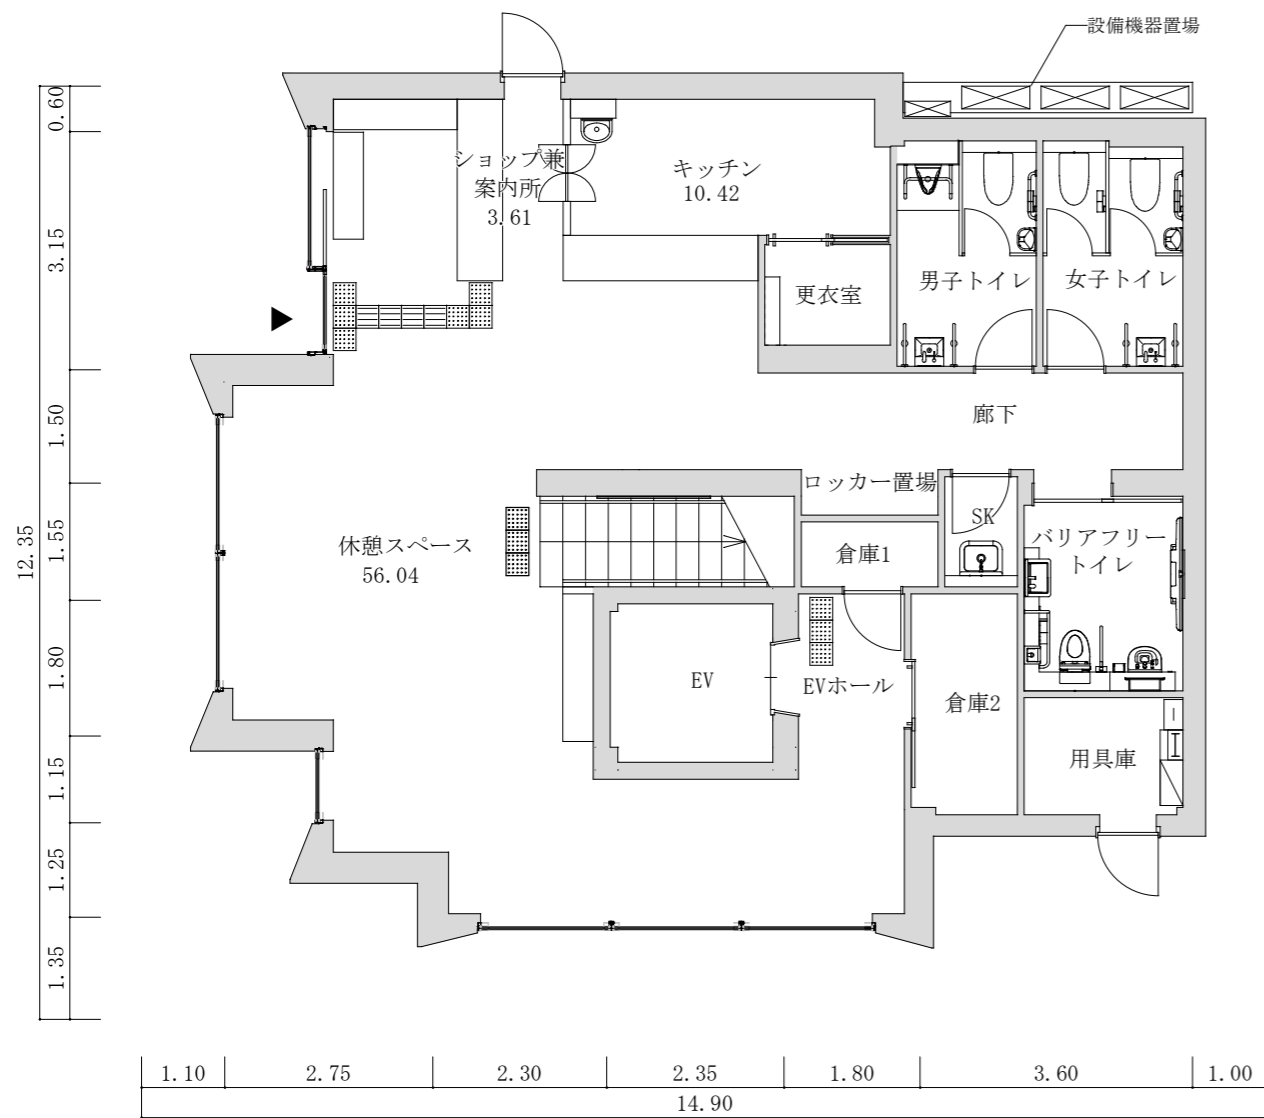 設備機器置場
ショップ兼
案内所
3.61
キッチン
10.42
更衣室
男子トイレ
女子トイレ
廊下
ロッカー置場
SK
バリアフリー
トイレ
倉庫1
休憩スペース
56.04
EV
EVホール
倉庫2
用具庫
0.60
3.15
1.50
1.55
1.80
1.15
1.25
1.35
12.35
1.10
2.75
2.30
2.35
1.80
3.60
1.00
14.90